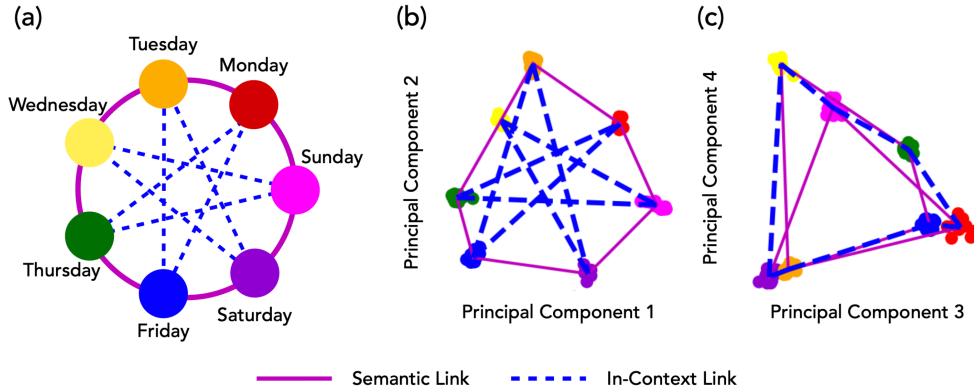 (a)
Tuesday
Monday
Wednesday
Sunday
Thursday
Friday
Saturday
(b)
Principal Component 2
Principal Component 1
(c)
Principal Component 4
Principal Component 3
Semantic Link
In-Context Link